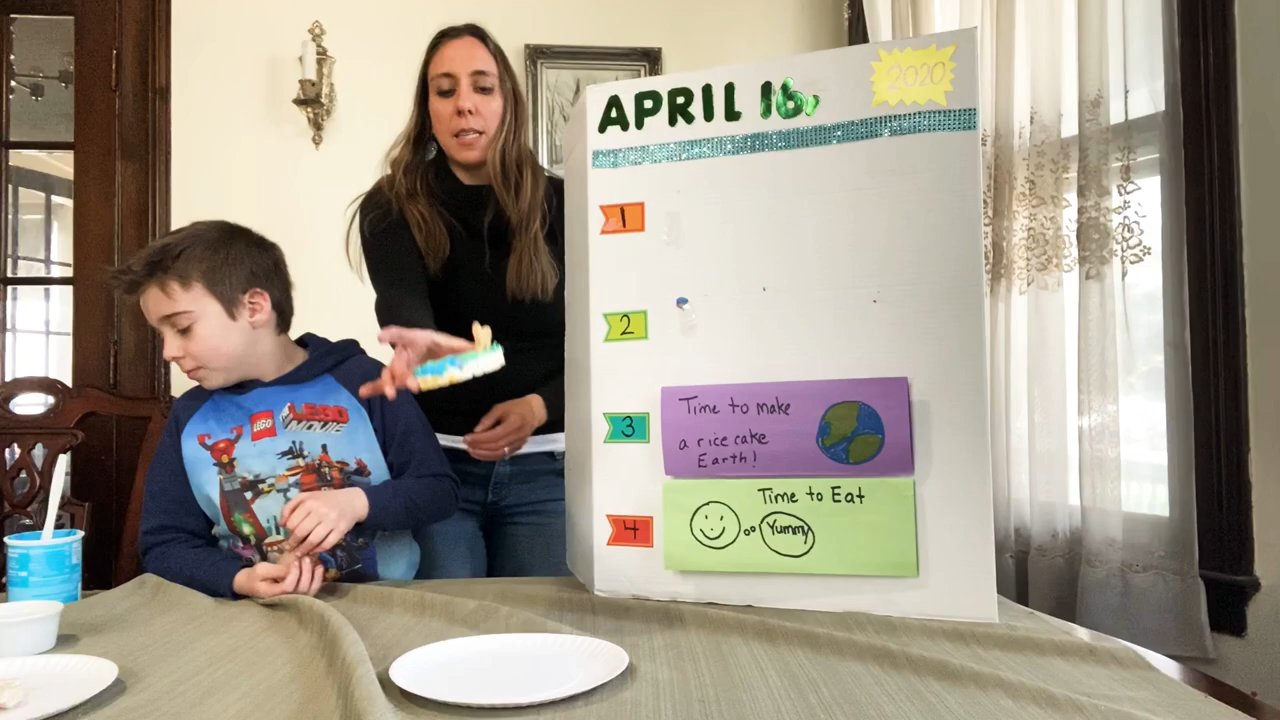 APRIL 16,
2020
1
2
3
Time to make
a rice cake
Earth!
4
Time to Eat
Yummy
LEGO
THE LEGO
MOVIE